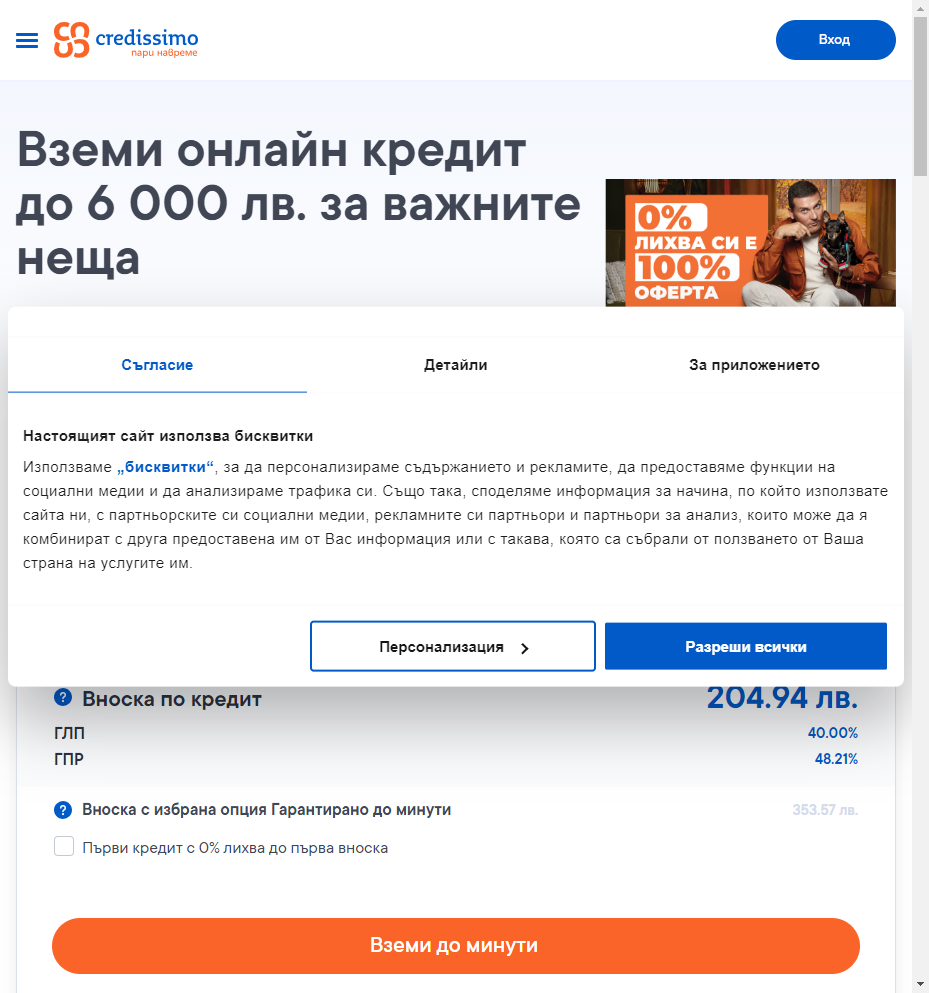 credissimo
пари навреме
Вход
Вземи онлайн кредит
до 6 000 лв. за важните
неща
0%
ЛИХВА СИ Е
100%
ОФЕРТА
Съгласие
Детайли
За приложението
Настоящият сайт използва бисквитки
Използваме „бисквитки“, за да персонализираме съдържанието и рекламите, да предоставяме функции на
социални медии и да анализираме трафика си. Също така, споделяме информация за начина, по който използвате
сайта ни, с партньорските си социални медии, рекламните си партньори и партньори за анализ, които може да я
комбинират с друга предоставена им от Вас информация или с такава, която са събрали от ползването от Ваша
страна на услугите им.
Персонализация
Разреши всички
? Вноска по кредит 204.94 лв.
ГЛП 40.00%
ГПР 48.21%
? Вноска с избрана опция Гарантирано до минути 353.57 лв.
Първи кредит с 0% лихва до първа вноска
Вземи до минути